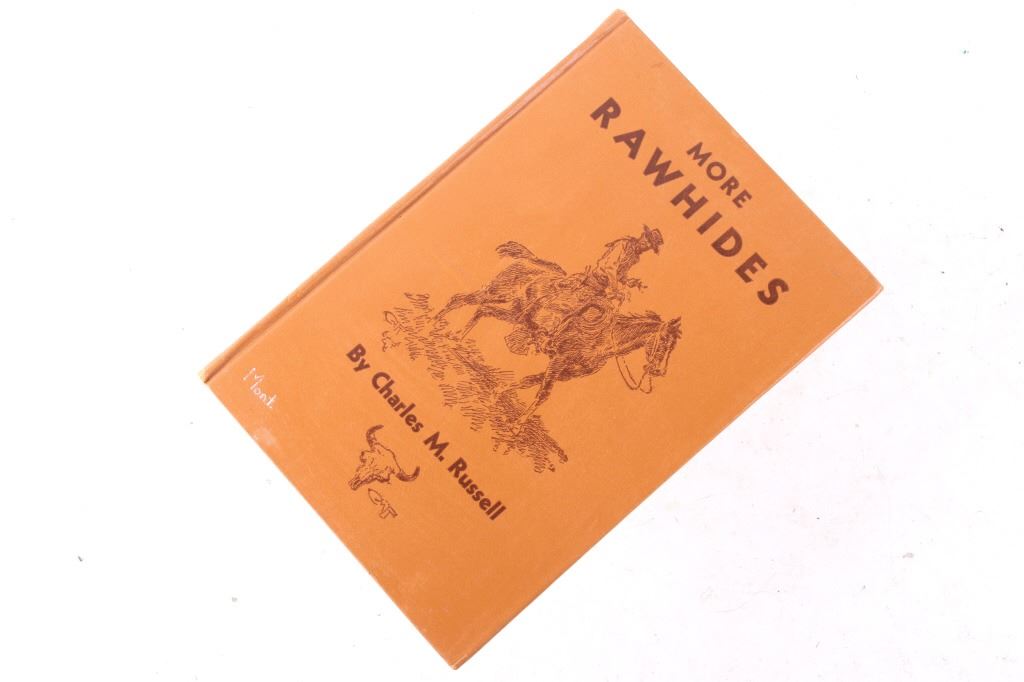 MORE
RAWHIDES
By Charles M. Russell
Mont.